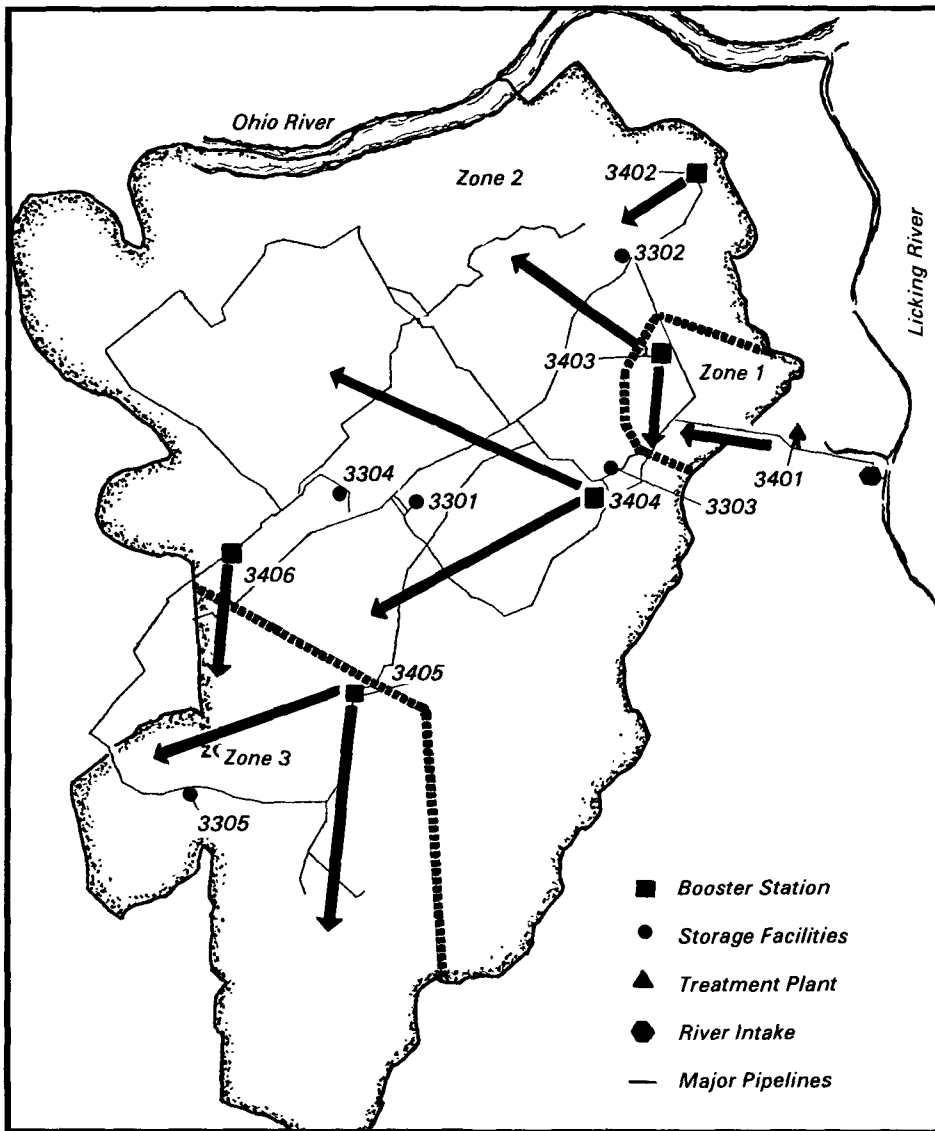 Ohio River
Zone 2
3402
3302
Licking River
3403
Zone 1
3401
3304
3301
3404
3303
3406
3405
Zone 3
3305
Booster Station
Storage Facilities
Treatment Plant
River Intake
Major Pipelines